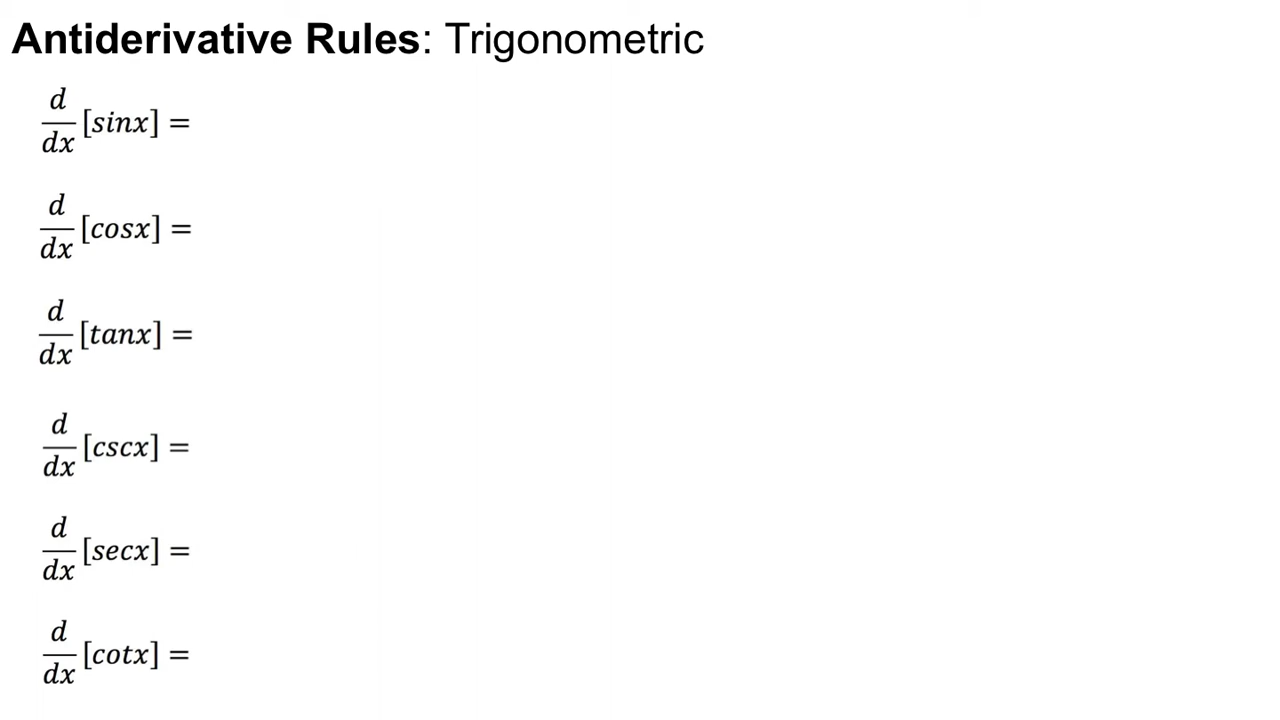 Antiderivative Rules: Trigonometric
d/dx [sinx] =
d/dx [cosx] =
d/dx [tanx] =
d/dx [cscx] =
d/dx [secx] =
d/dx [cotx] =